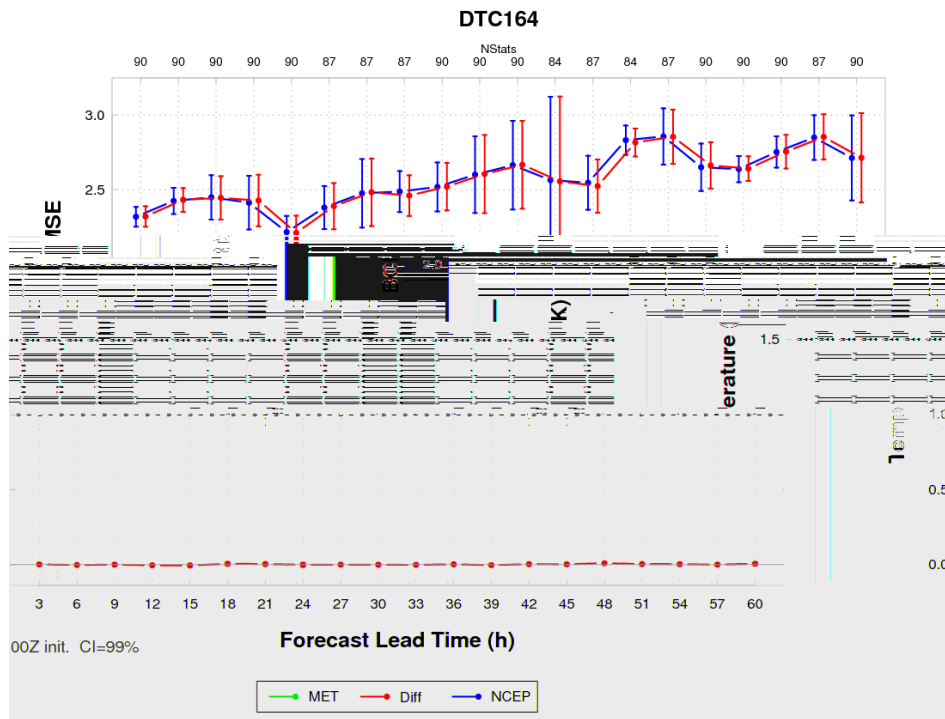 DTC164
NStats
90 90 90 90 90 87 87 87 90 90 90 84 87 84 87 90 90 90 87 90
3.0
2.5
K)
1.5
erature
1.0
0.5
0.0
3 6 9 12 15 18 21 24 27 30 33 36 39 42 45 48 51 54 57 60
00Z init. CI=99%
Forecast Lead Time (h)
MET Diff NCEP